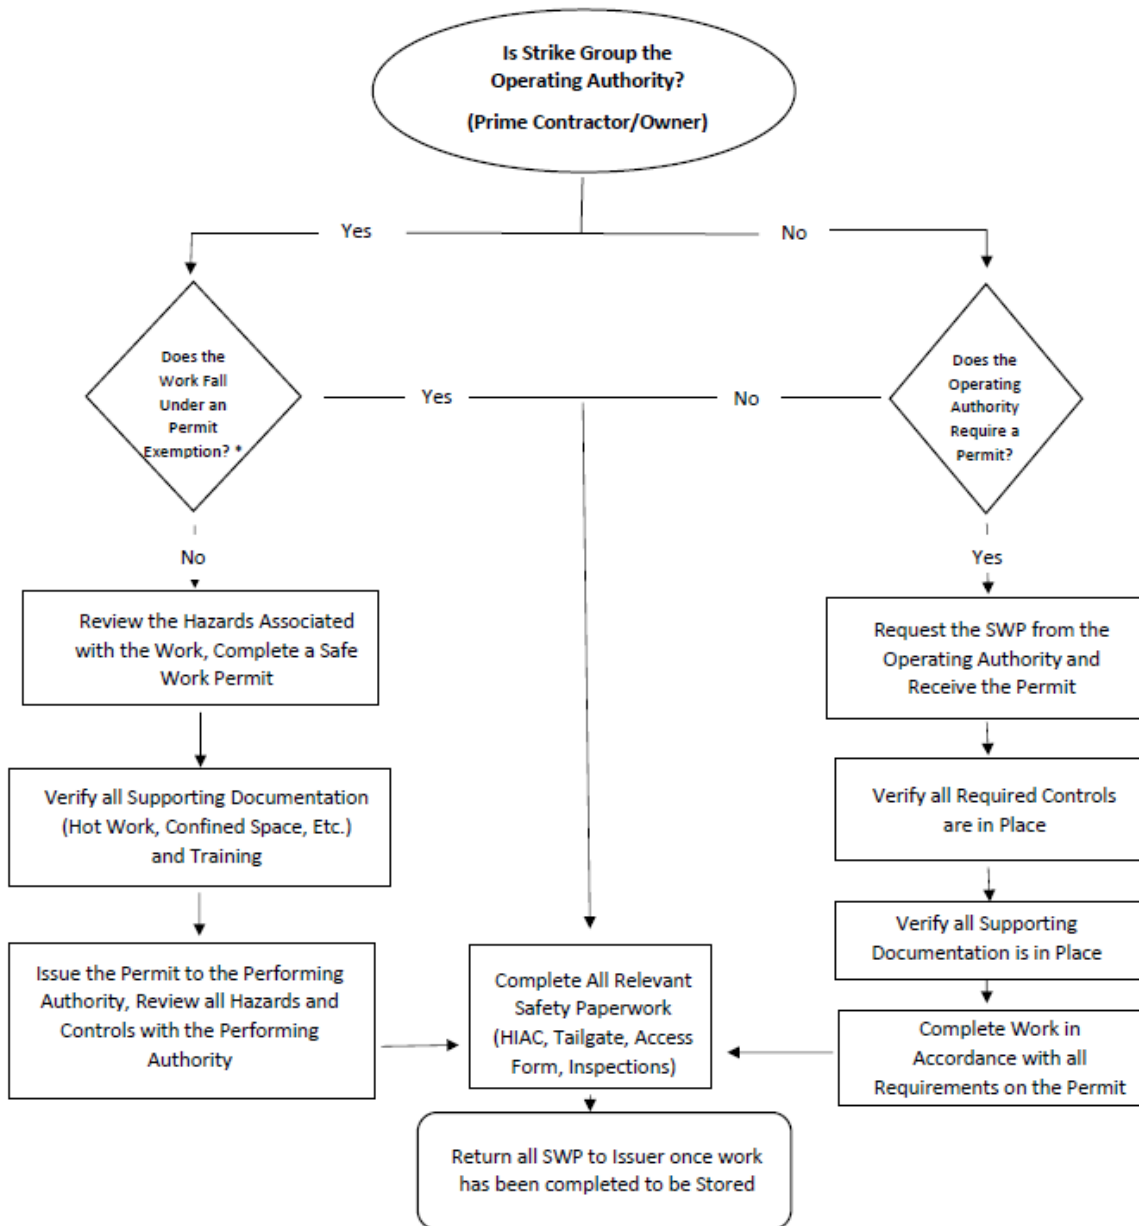 Is Strike Group the
Operating Authority?
(Prime Contractor/Owner)
Yes
No
Does the
Work Fall
Under an
Permit
Exemption? *
Yes
No
Does the
Operating
Authority
Require a
Permit?
No
Yes
Review the Hazards Associated
with the Work, Complete a Safe
Work Permit
Request the SWP from the
Operating Authority and
Receive the Permit
Verify all Supporting Documentation
(Hot Work, Confined Space, Etc.)
and Training
Verify all Required Controls
are in Place
Verify all Supporting
Documentation is in Place
Issue the Permit to the Performing
Authority, Review all Hazards and
Controls with the Performing
Authority
Complete All Relevant
Safety Paperwork
(HIAC, Tailgate, Access
Form, Inspections)
Complete Work in
Accordance with all
Requirements on the Permit
Return all SWP to Issuer once work
has been completed to be Stored